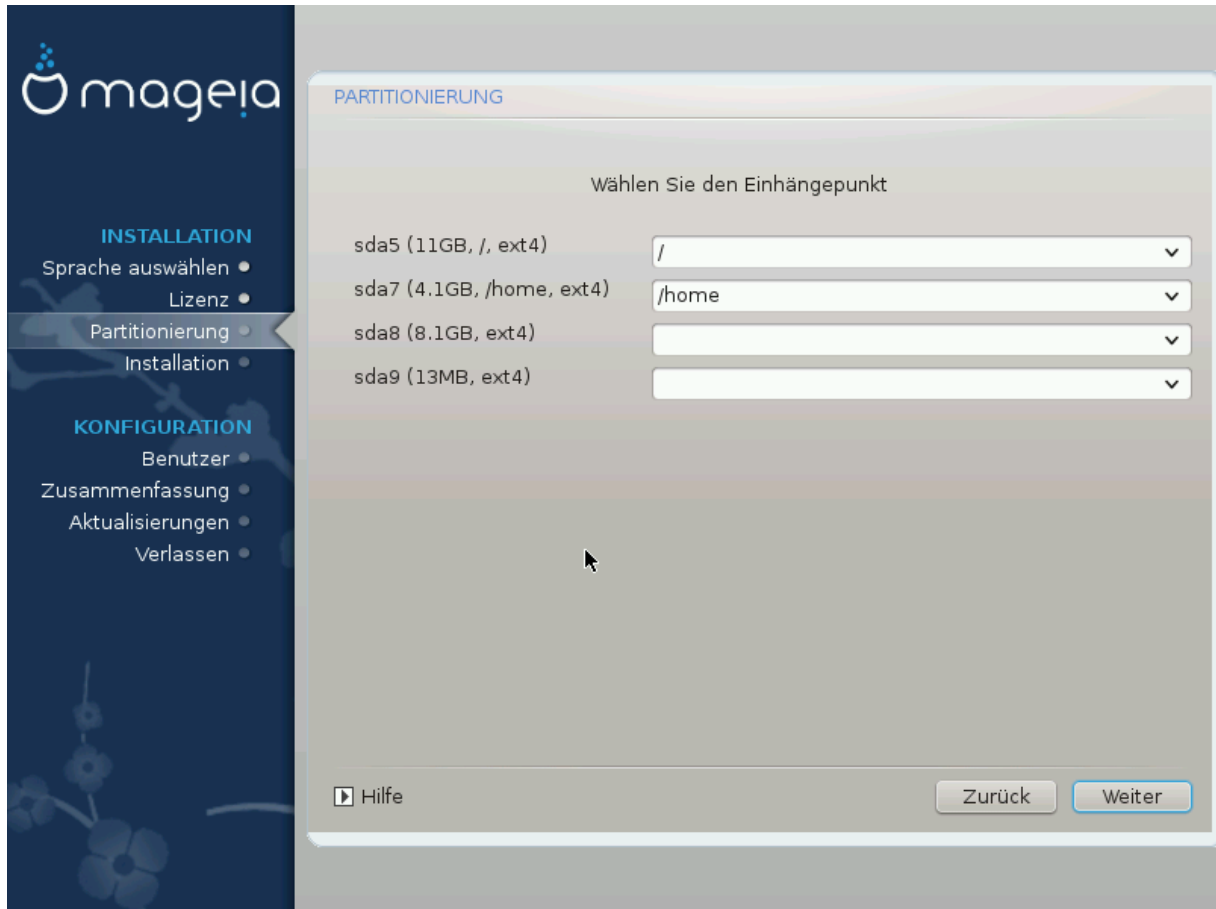 mageia
INSTALLATION
Sprache auswählen
Lizenz
Partitionierung
Installation
KONFIGURATION
Benutzer
Zusammenfassung
Aktualisierungen
Verlassen
PARTITIONIERUNG
Wählen Sie den Einhängepunkt
sda5 (11GB, /, ext4) /
sda7 (4.1GB, /home, ext4) /home
sda8 (8.1GB, ext4)
sda9 (13MB, ext4)
Hilfe Zurück Weiter